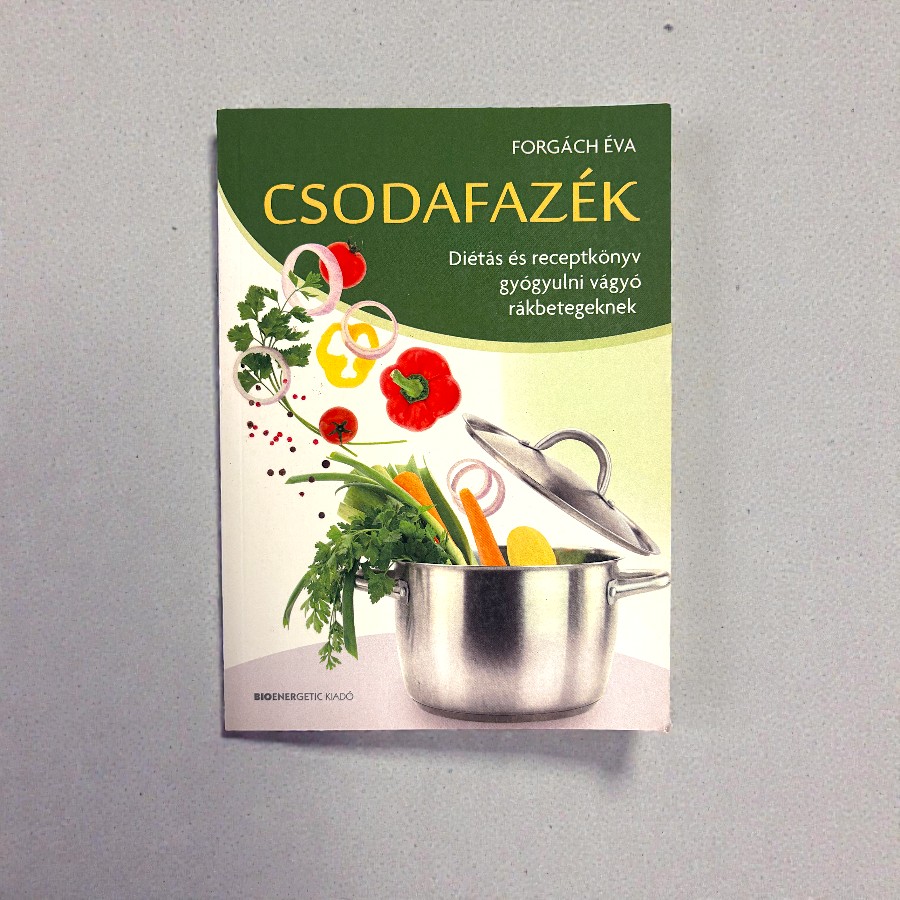 FORGÁCH ÉVA
CSODAFAZÉK
Diétás és receptkönyv
gyógyulni vágyó
rákbetegeknek
BIOENERGETIC KIADÓ